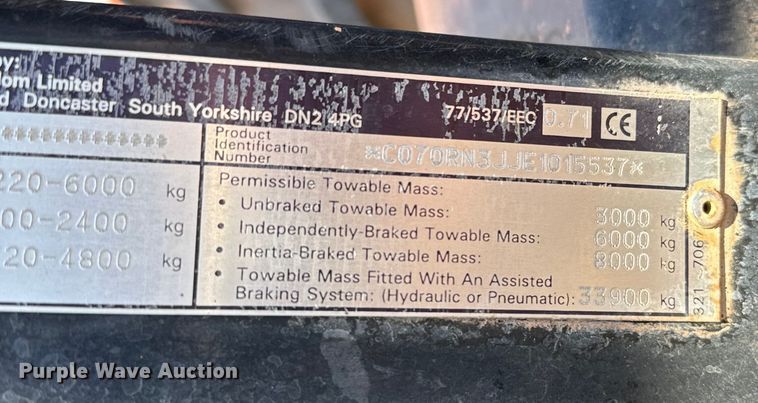 by:
dom Limited
d Doncaster South Yorkshire DN2 4PG 77/537/EEC 0.71 CE
*************
Product
Identification
Number *C070RN3JJE1015537*
220-6000 kg
00-2400 kg
20-4800 kg
Permissible Towable Mass:
• Unbraked Towable Mass: 3000 kg
• Independently-Braked Towable Mass: 6000 kg
• Inertia-Braked Towable Mass: 8000 kg
• Towable Mass Fitted With An Assisted
Braking System: (Hydraulic or Pneumatic): 33900 kg
321 706
Purple Wave Auction